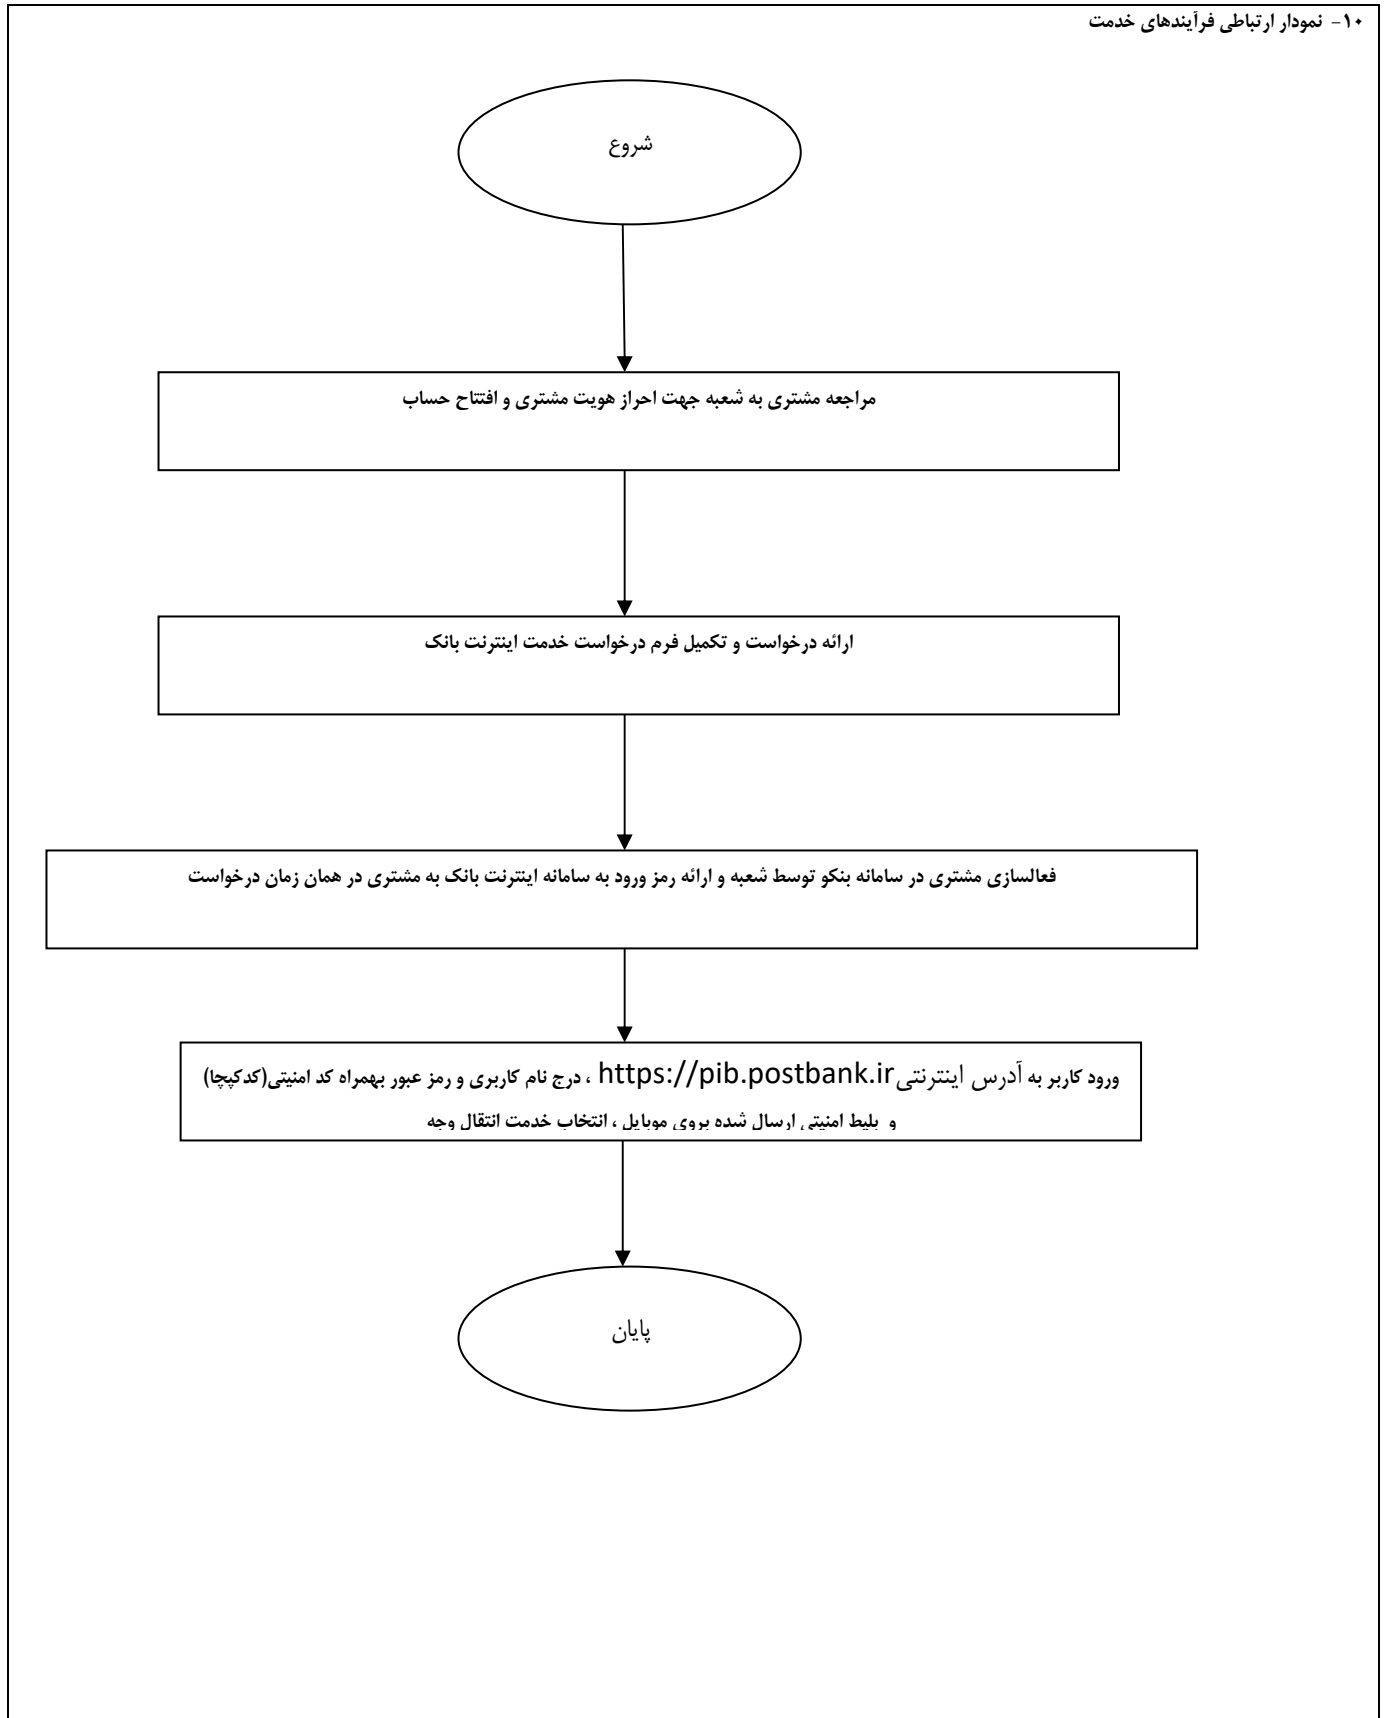 ۱۰- نمودار ارتباطی فرآیندهای خدمت
شروع
مراجعه مشتری به شعبه جهت احراز هویت مشتری و افتتاح حساب
ارائه درخواست و تکمیل فرم درخواست خدمت اینترنت بانک
فعالسازی مشتری در سامانه بنکو توسط شعبه و ارائه رمز ورود به سامانه اینترنت بانک به مشتری در همان زمان درخواست
ورود کاربر به آدرس اینترنتی https://pib.postbank.ir ، درج نام کاربری و رمز عبور بهمراه کد امنیتی(کدکپچا)
و بلیط امنیتی ارسال شده بروی موبایل ، انتخاب خدمت انتقال وجه
پایان